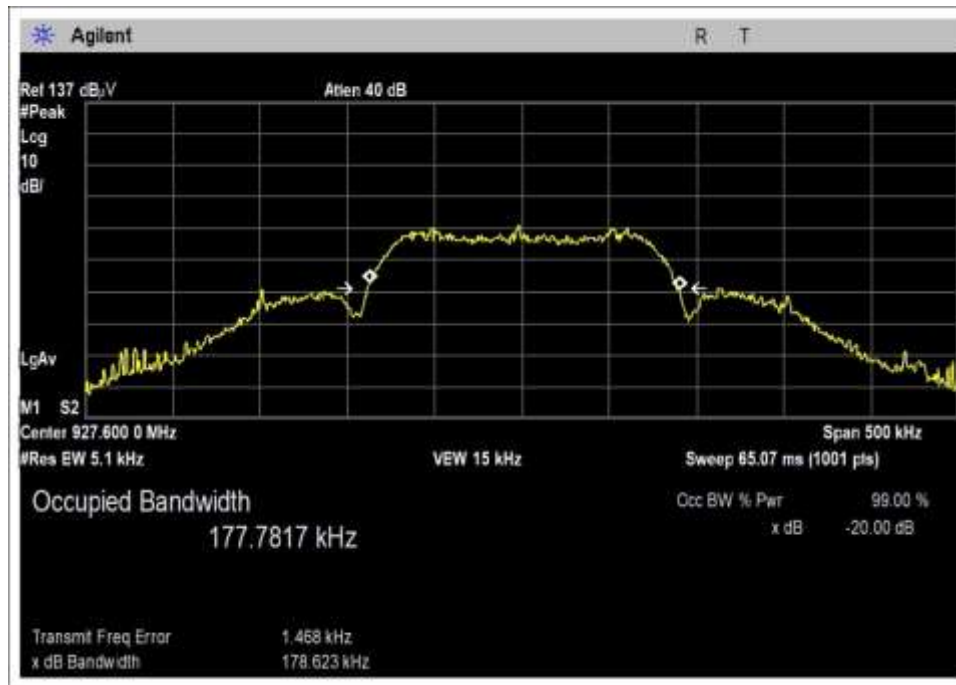 Agilent R T
Ref 137 dBµV Atten 40 dB
#Peak
Log
10
dB/
LgAv
M1 S2
Center 927.600 0 MHz Span 500 kHz
#Res BW 5.1 kHz VBW 15 kHz Sweep 65.07 ms (1001 pts)
Occupied Bandwidth Occ BW % Pwr 99.00 %
177.7817 kHz x dB -20.00 dB
Transmit Freq Error 1.468 kHz
x dB Bandwidth 178.623 kHz